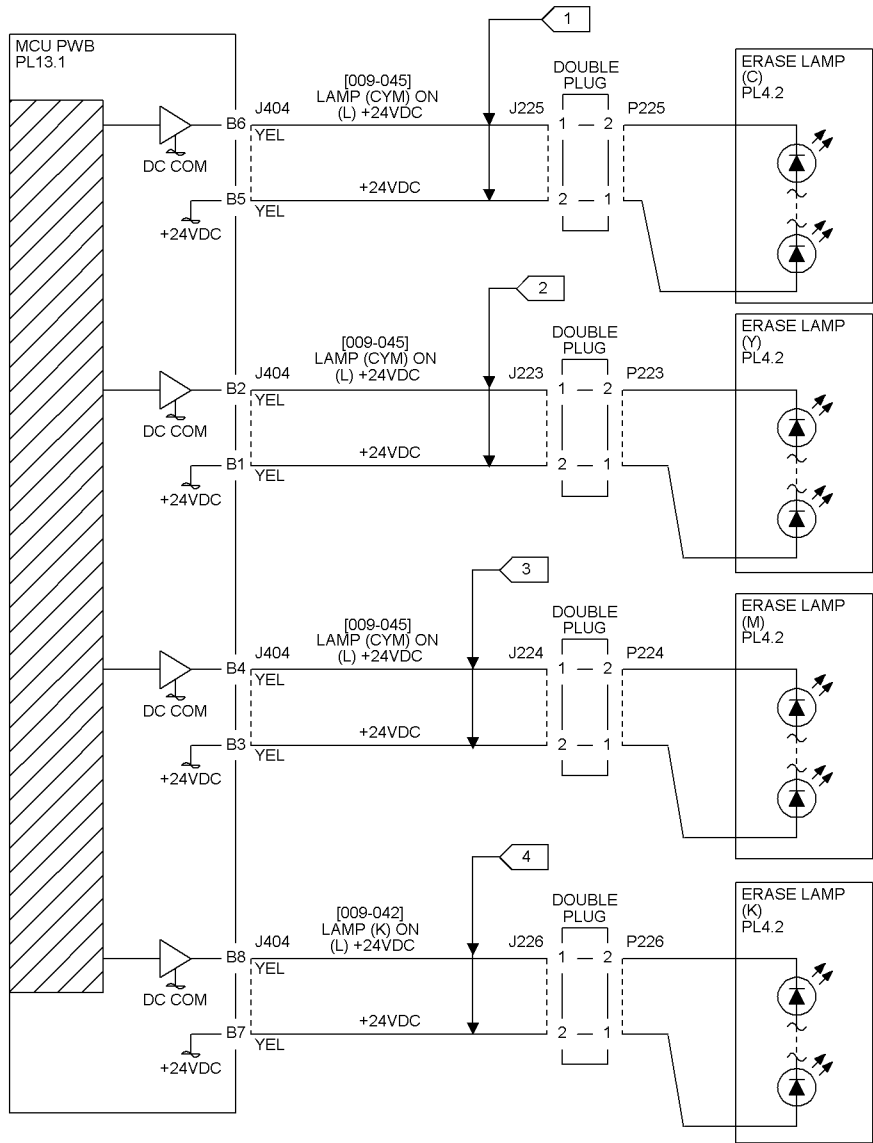 MCU PWB
PL13.1
1
[009-045]
LAMP (CYM) ON
(L) +24VDC
DOUBLE
PLUG
ERASE LAMP
(C)
PL4.2
B6
J404
YEL
J225
1 – 2
P225
DC COM
+24VDC
B5
YEL
2 – 1
+24VDC
2
[009-045]
LAMP (CYM) ON
(L) +24VDC
DOUBLE
PLUG
ERASE LAMP
(Y)
PL4.2
B2
J404
YEL
J223
1 – 2
P223
DC COM
+24VDC
B1
YEL
2 – 1
+24VDC
3
[009-045]
LAMP (CYM) ON
(L) +24VDC
DOUBLE
PLUG
ERASE LAMP
(M)
PL4.2
B4
J404
YEL
J224
1 – 2
P224
DC COM
+24VDC
B3
YEL
2 – 1
+24VDC
4
[009-042]
LAMP (K) ON
(L) +24VDC
DOUBLE
PLUG
ERASE LAMP
(K)
PL4.2
B8
J404
YEL
J226
1 – 2
P226
DC COM
+24VDC
B7
YEL
2 – 1
+24VDC